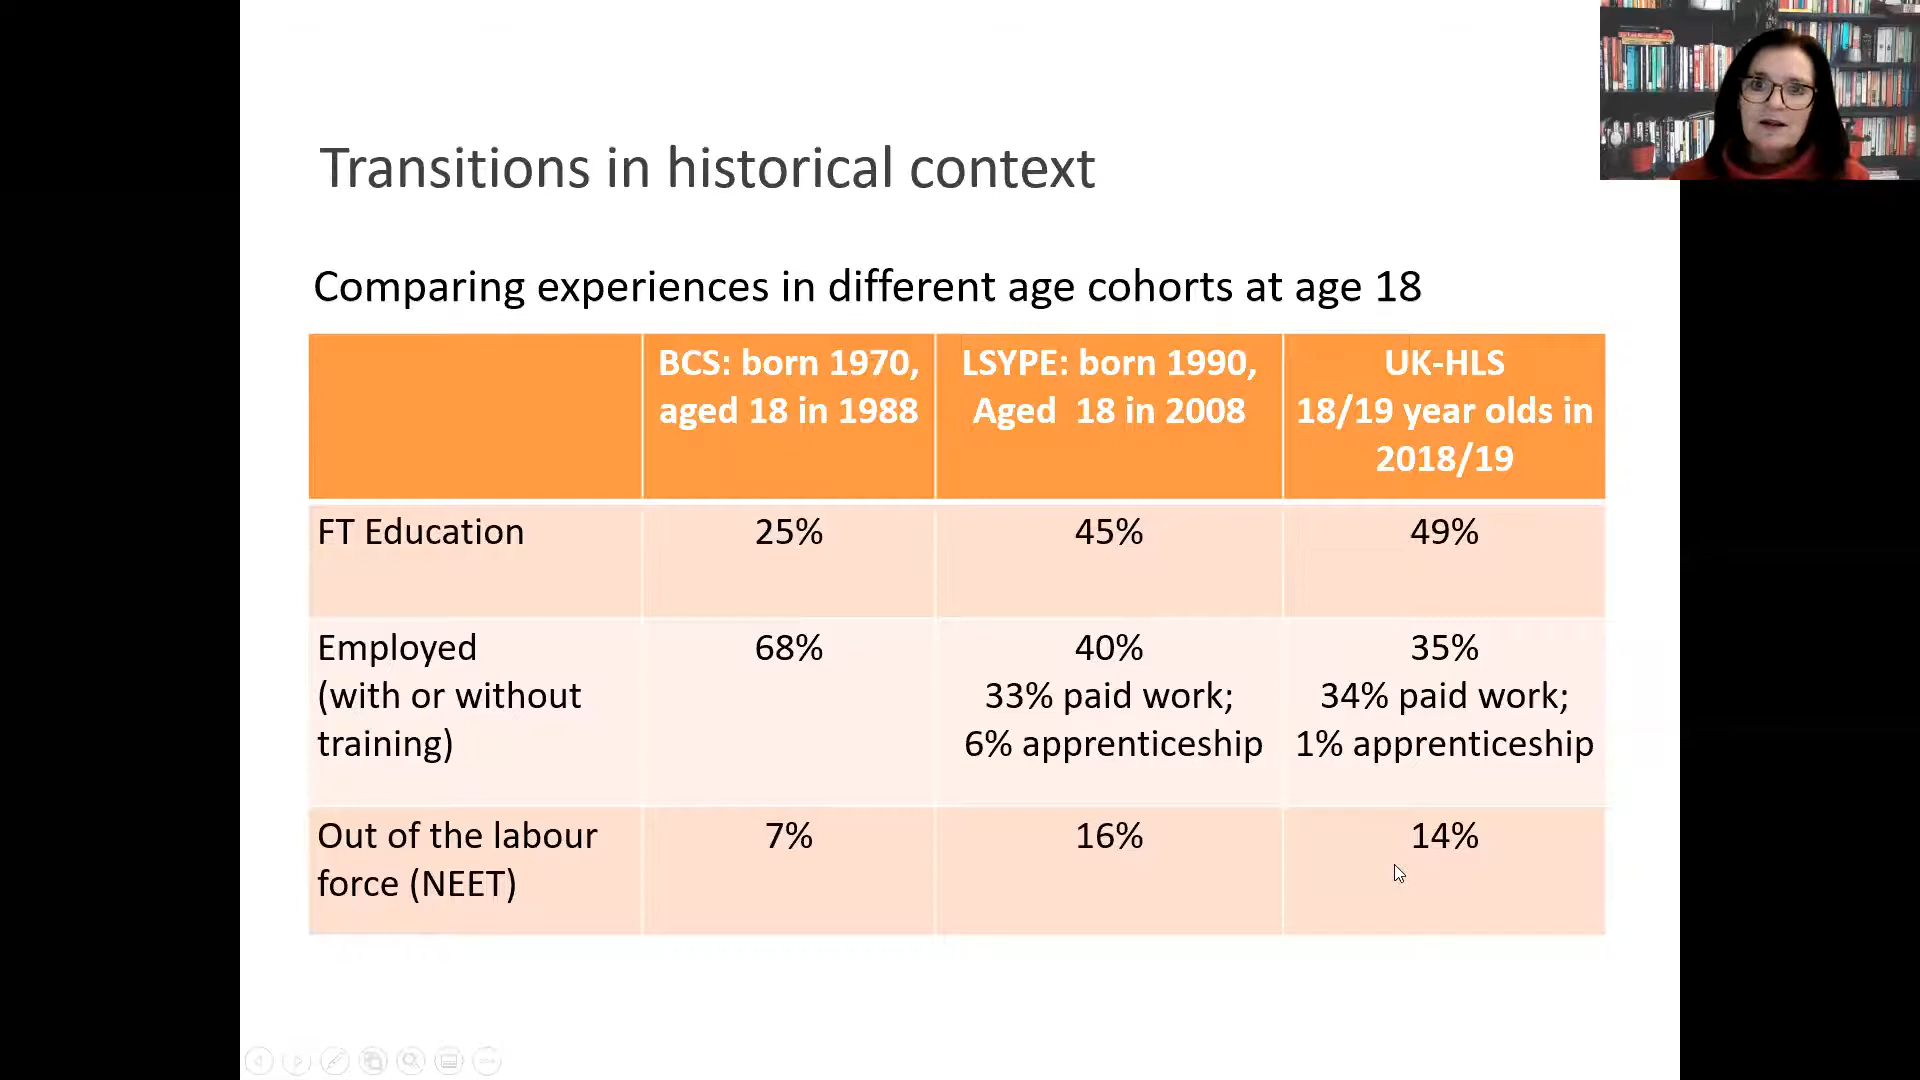 Transitions in historical context
Comparing experiences in different age cohorts at age 18
BCS: born 1970,
aged 18 in 1988
LSYPE: born 1990,
Aged  18 in 2008
UK-HLS
18/19 year olds in
2018/19
FT Education
25%
45%
49%
Employed
(with or without
training)
68%
40%
33% paid work;
6% apprenticeship
35%
34% paid work;
1% apprenticeship
Out of the labour
force (NEET)
7%
16%
14%